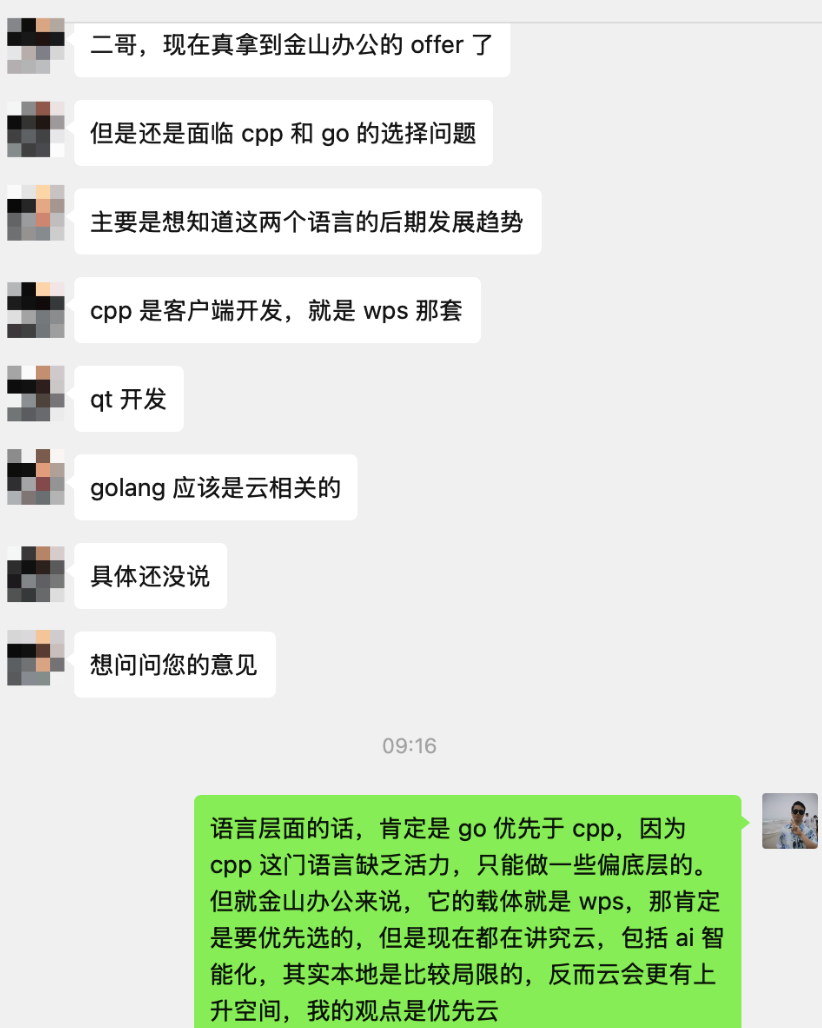 二哥，现在真拿到金山办公的 offer 了
但是还是面临 cpp 和 go 的选择问题
主要是想知道这两个语言的后期发展趋势
cpp 是客户端开发，就是 wps 那套
qt 开发
golang 应该是云相关的
具体还没说
想问问您的意见
09:16
语言层面的话，肯定是 go 优先于 cpp，因为
cpp 这门语言缺乏活力，只能做一些偏底层的。
但就金山办公来说，它的载体就是 wps，那肯定
是要优先选的，但是现在都在讲究云，包括 ai 智
能化，其实本地是比较局限的，反而云会更有上
升空间，我的观点是优先云